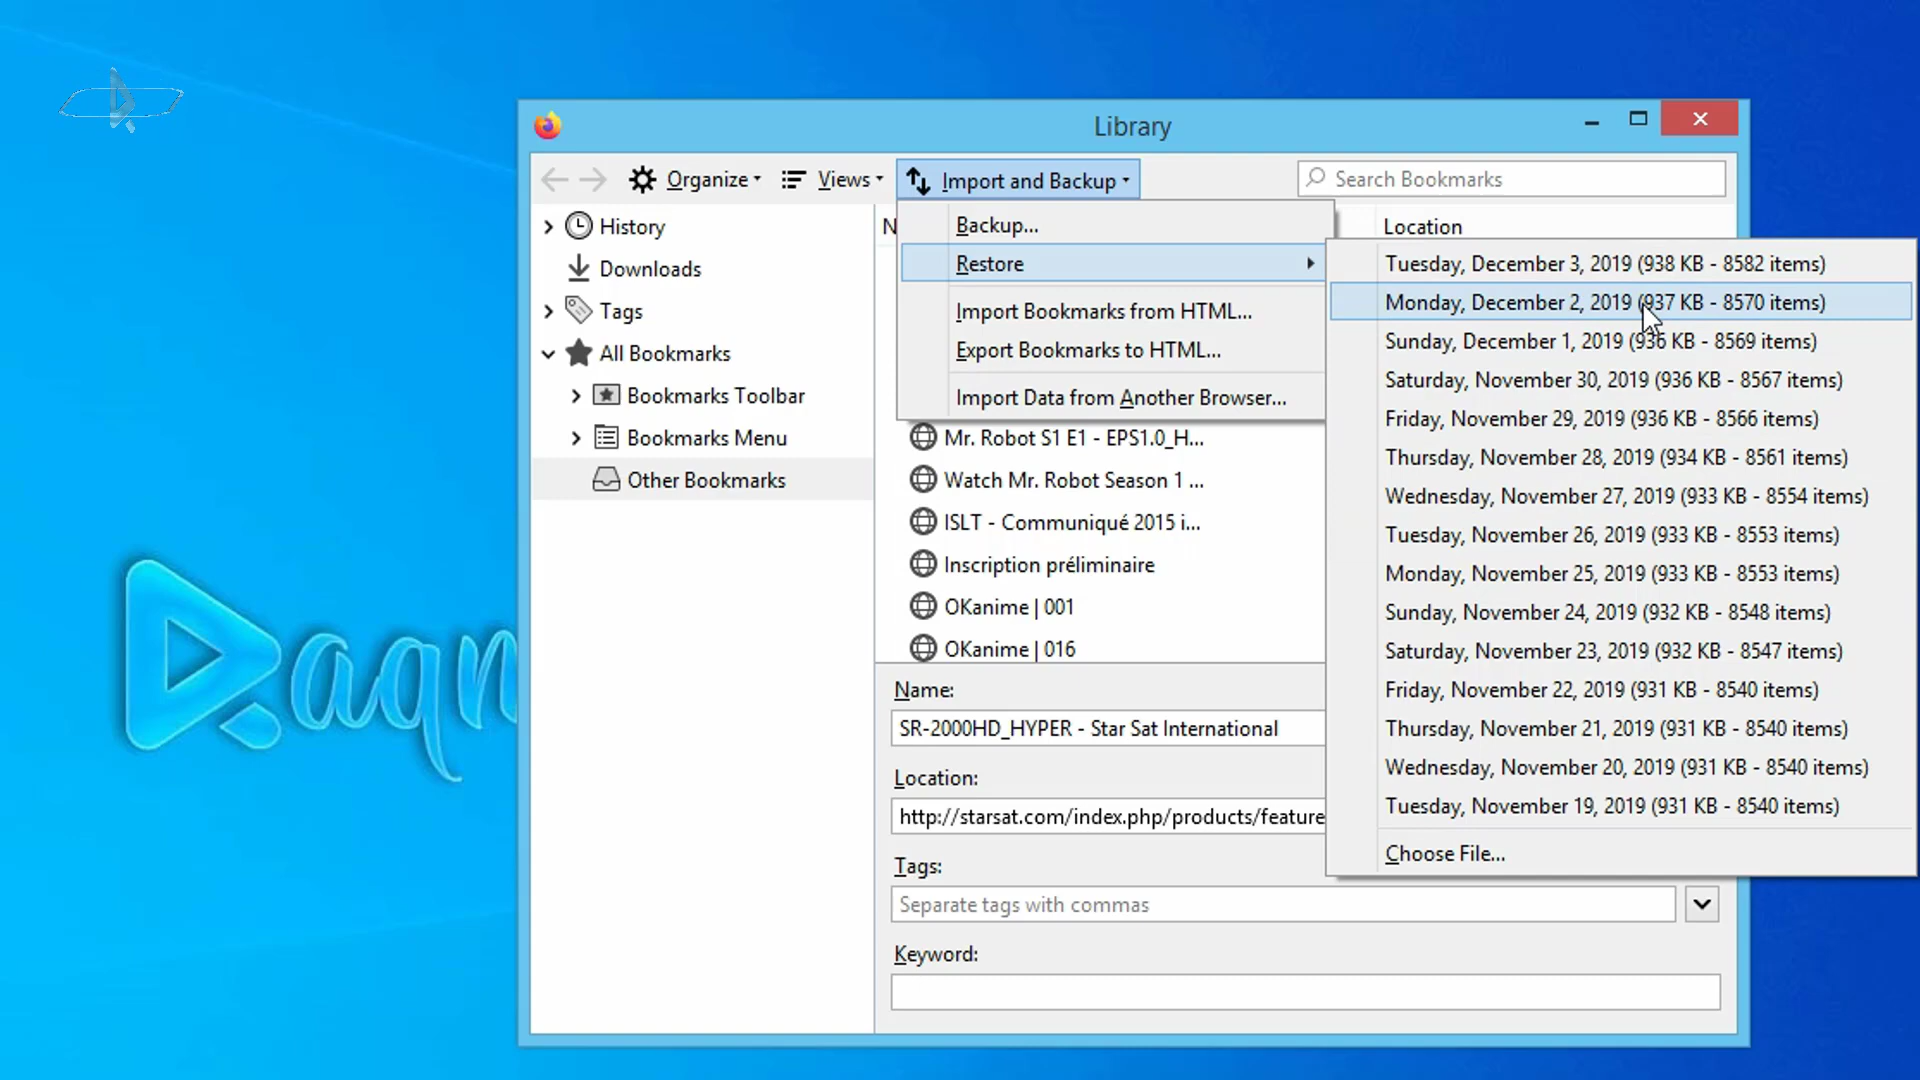 Library
Organize
Views
Import and Backup
Search Bookmarks
History
Downloads
Tags
All Bookmarks
Bookmarks Toolbar
Bookmarks Menu
Other Bookmarks
N
Location
Backup...
Restore
Import Bookmarks from HTML...
Export Bookmarks to HTML...
Import Data from Another Browser...
Tuesday, December 3, 2019 (938 KB - 8582 items)
Monday, December 2, 2019 (937 KB - 8570 items)
Sunday, December 1, 2019 (936 KB - 8569 items)
Saturday, November 30, 2019 (936 KB - 8567 items)
Friday, November 29, 2019 (936 KB - 8566 items)
Thursday, November 28, 2019 (934 KB - 8561 items)
Wednesday, November 27, 2019 (933 KB - 8554 items)
Tuesday, November 26, 2019 (933 KB - 8553 items)
Monday, November 25, 2019 (933 KB - 8553 items)
Sunday, November 24, 2019 (932 KB - 8548 items)
Saturday, November 23, 2019 (932 KB - 8547 items)
Friday, November 22, 2019 (931 KB - 8540 items)
Thursday, November 21, 2019 (931 KB - 8540 items)
Wednesday, November 20, 2019 (931 KB - 8540 items)
Tuesday, November 19, 2019 (931 KB - 8540 items)
Choose File...
Mr. Robot S1 E1 - EPS1.0_H...
Watch Mr. Robot Season 1 ...
ISLT - Communiqué 2015 i...
Inscription préliminaire
OKanime | 001
OKanime | 016
Name:
SR-2000HD_HYPER - Star Sat International
Location:
http://starsat.com/index.php/products/feature
Tags:
Separate tags with commas
Keyword: